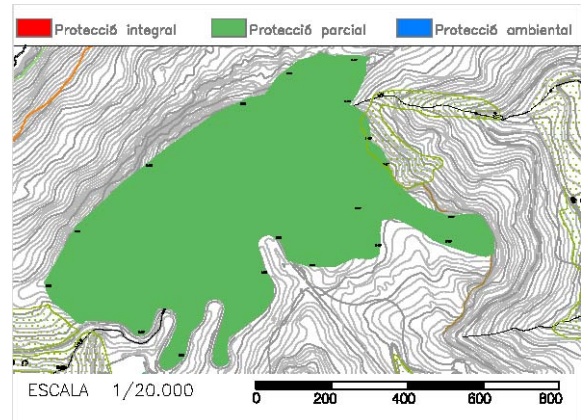 Protecció integral Protecció parcial Protecció ambiental
ESCALA 1/20.000
0 200 400 600 800